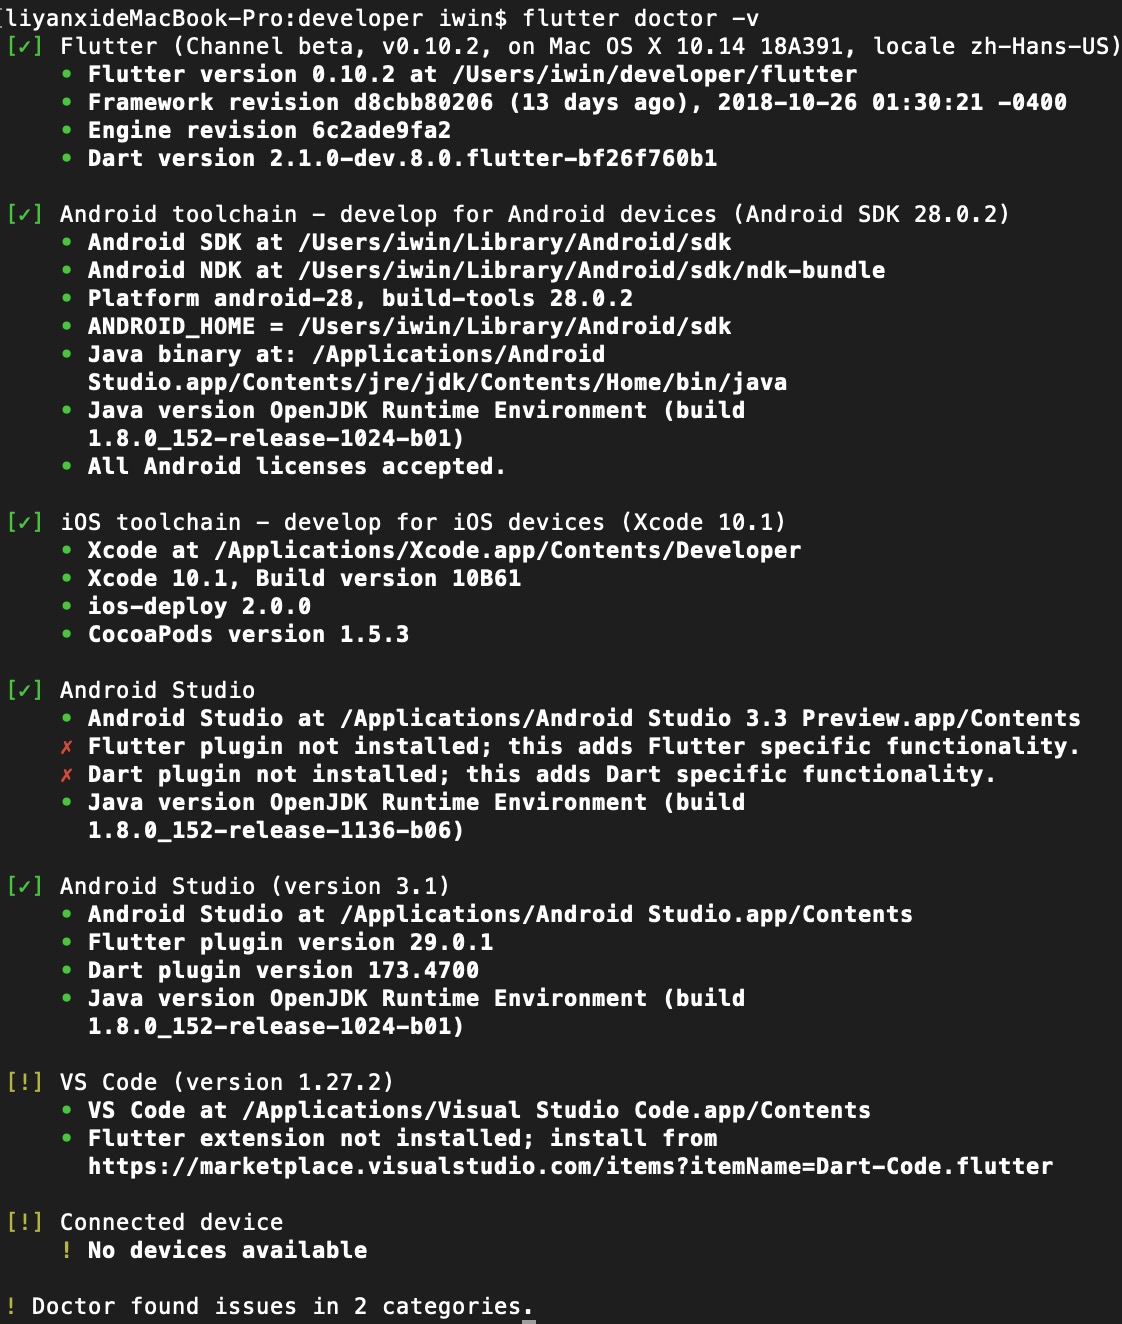 [liyanxideMacBook-Pro:developer iwin$ flutter doctor -v
[✓] Flutter (Channel beta, v0.10.2, on Mac OS X 10.14 18A391, locale zh-Hans-US)
• Flutter version 0.10.2 at /Users/iwin/developer/flutter
• Framework revision d8cbb80206 (13 days ago), 2018-10-26 01:30:21 -0400
• Engine revision 6c2ade9fa2
• Dart version 2.1.0-dev.8.0.flutter-bf26f760b1
[✓] Android toolchain - develop for Android devices (Android SDK 28.0.2)
• Android SDK at /Users/iwin/Library/Android/sdk
• Android NDK at /Users/iwin/Library/Android/sdk/ndk-bundle
• Platform android-28, build-tools 28.0.2
• ANDROID_HOME = /Users/iwin/Library/Android/sdk
• Java binary at: /Applications/Android
Studio.app/Contents/jre/jdk/Contents/Home/bin/java
• Java version OpenJDK Runtime Environment (build
1.8.0_152-release-1024-b01)
• All Android licenses accepted.
[✓] iOS toolchain - develop for iOS devices (Xcode 10.1)
• Xcode at /Applications/Xcode.app/Contents/Developer
• Xcode 10.1, Build version 10B61
• ios-deploy 2.0.0
• CocoaPods version 1.5.3
[✓] Android Studio
• Android Studio at /Applications/Android Studio 3.3 Preview.app/Contents
✗ Flutter plugin not installed; this adds Flutter specific functionality.
✗ Dart plugin not installed; this adds Dart specific functionality.
• Java version OpenJDK Runtime Environment (build
1.8.0_152-release-1136-b06)
[✓] Android Studio (version 3.1)
• Android Studio at /Applications/Android Studio.app/Contents
• Flutter plugin version 29.0.1
• Dart plugin version 173.4700
• Java version OpenJDK Runtime Environment (build
1.8.0_152-release-1024-b01)
[!] VS Code (version 1.27.2)
• VS Code at /Applications/Visual Studio Code.app/Contents
• Flutter extension not installed; install from
https://marketplace.visualstudio.com/items?itemName=Dart-Code.flutter
[!] Connected device
! No devices available
! Doctor found issues in 2 categories.